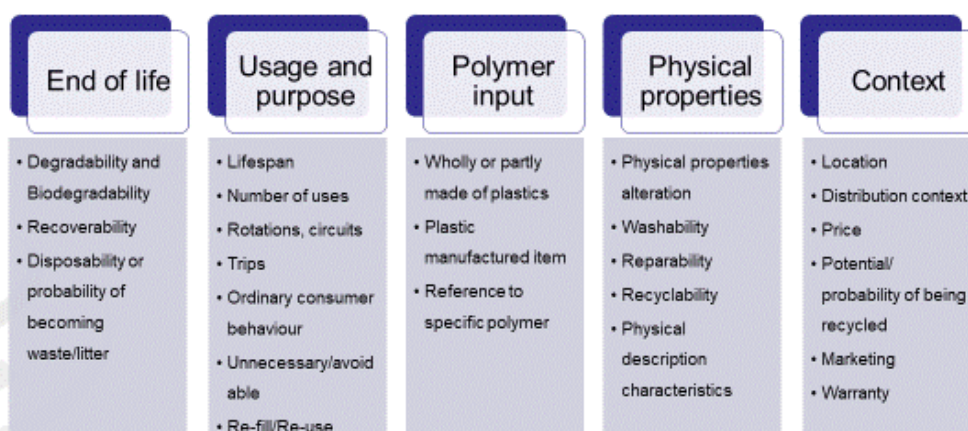 End of life
• Degradability and
Biodegradability
• Recoverability
• Disposability or
probability of
becoming
waste/litter
Usage and
purpose
• Lifespan
• Number of uses
• Rotations, circuits
• Trips
• Ordinary consumer
behaviour
• Unnecessary/avoid
able
• Re-fill/Re-use
Polymer
input
• Wholly or partly
made of plastics
• Plastic
manufactured item
• Reference to
specific polymer
Physical
properties
• Physical properties
alteration
• Washability
• Reparability
• Recyclability
• Physical
description
characteristics
Context
• Location
• Distribution context
• Price
• Potential/
probability of being
recycled
• Marketing
• Warranty